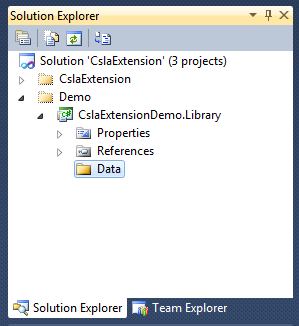 Solution Explorer
Solution 'CslaExtension' (3 projects)
CslaExtension
Demo
CslaExtensionDemo.Library
Properties
References
Data
Solution Explorer Team Explorer